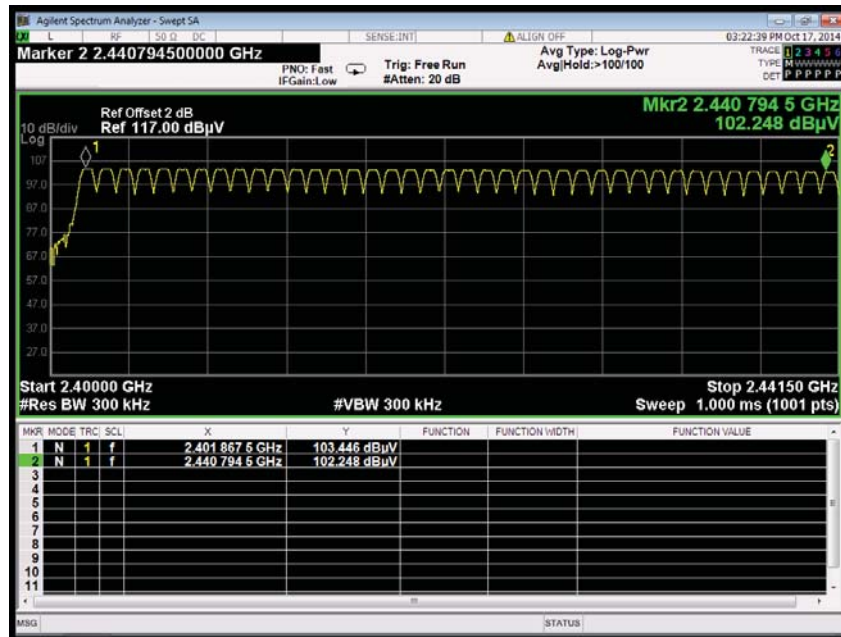 Agilent Spectrum Analyzer - Swept SA
L RF 50 Ω DC SENSE:INT ALIGN OFF 03:22:39 PM Oct 17, 2014
Marker 2 2.440794500000 GHz
PNO: Fast
IFGain:Low
Trig: Free Run
#Atten: 20 dB
Avg Type: Log-Pwr
Avg|Hold:>100/100
TRACE 1 2 3 4 5 6
TYPE M W W W W W
DET P P P P P P
Ref Offset 2 dB
10 dB/div Ref 117.00 dBµV
Log
Mkr2 2.440 794 5 GHz
102.248 dBµV
1
2
107
97.0
87.0
77.0
67.0
57.0
47.0
37.0
27.0
Start 2.40000 GHz Stop 2.44150 GHz
#Res BW 300 kHz #VBW 300 kHz Sweep 1.000 ms (1001 pts)
MKR MODE TRC SCL X Y FUNCTION FUNCTION WIDTH FUNCTION VALUE
1 N 1 f 2.401 867 5 GHz 103.446 dBµV
2 N 1 f 2.440 794 5 GHz 102.248 dBµV
3
4
5
6
7
8
9
10
11
MSG STATUS